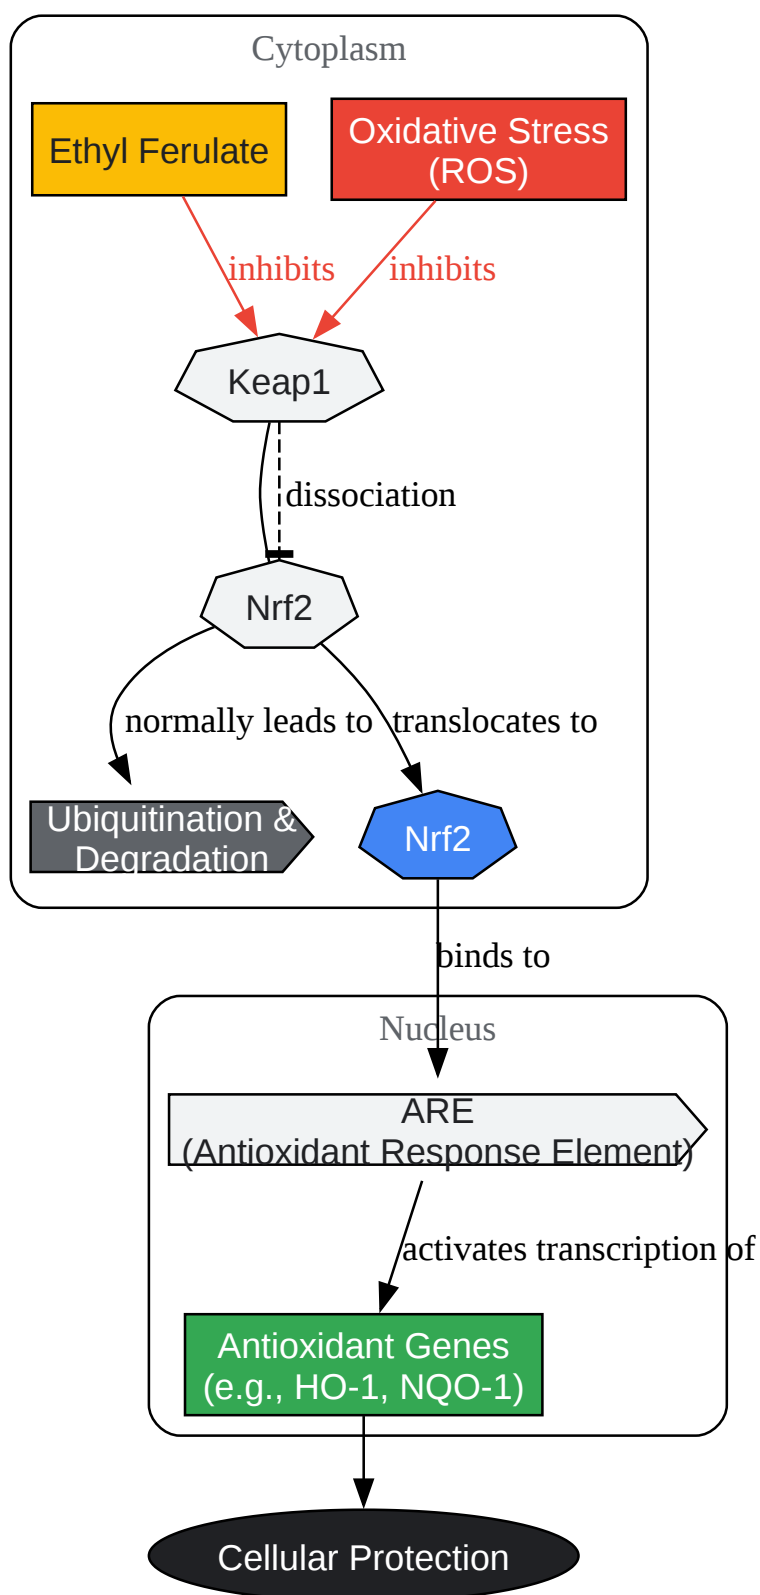 Cytoplasm
Ethyl Ferulate
Oxidative Stress
(ROS)
inhibits
inhibits
Keap1
dissociation
Nrf2
normally leads to
translocates to
Ubiquitination &
Degradation
Nrf2
binds to
Nucleus
ARE
(Antioxidant Response Element)
activates transcription of
Antioxidant Genes
(e.g., HO-1, NQO-1)
Cellular Protection